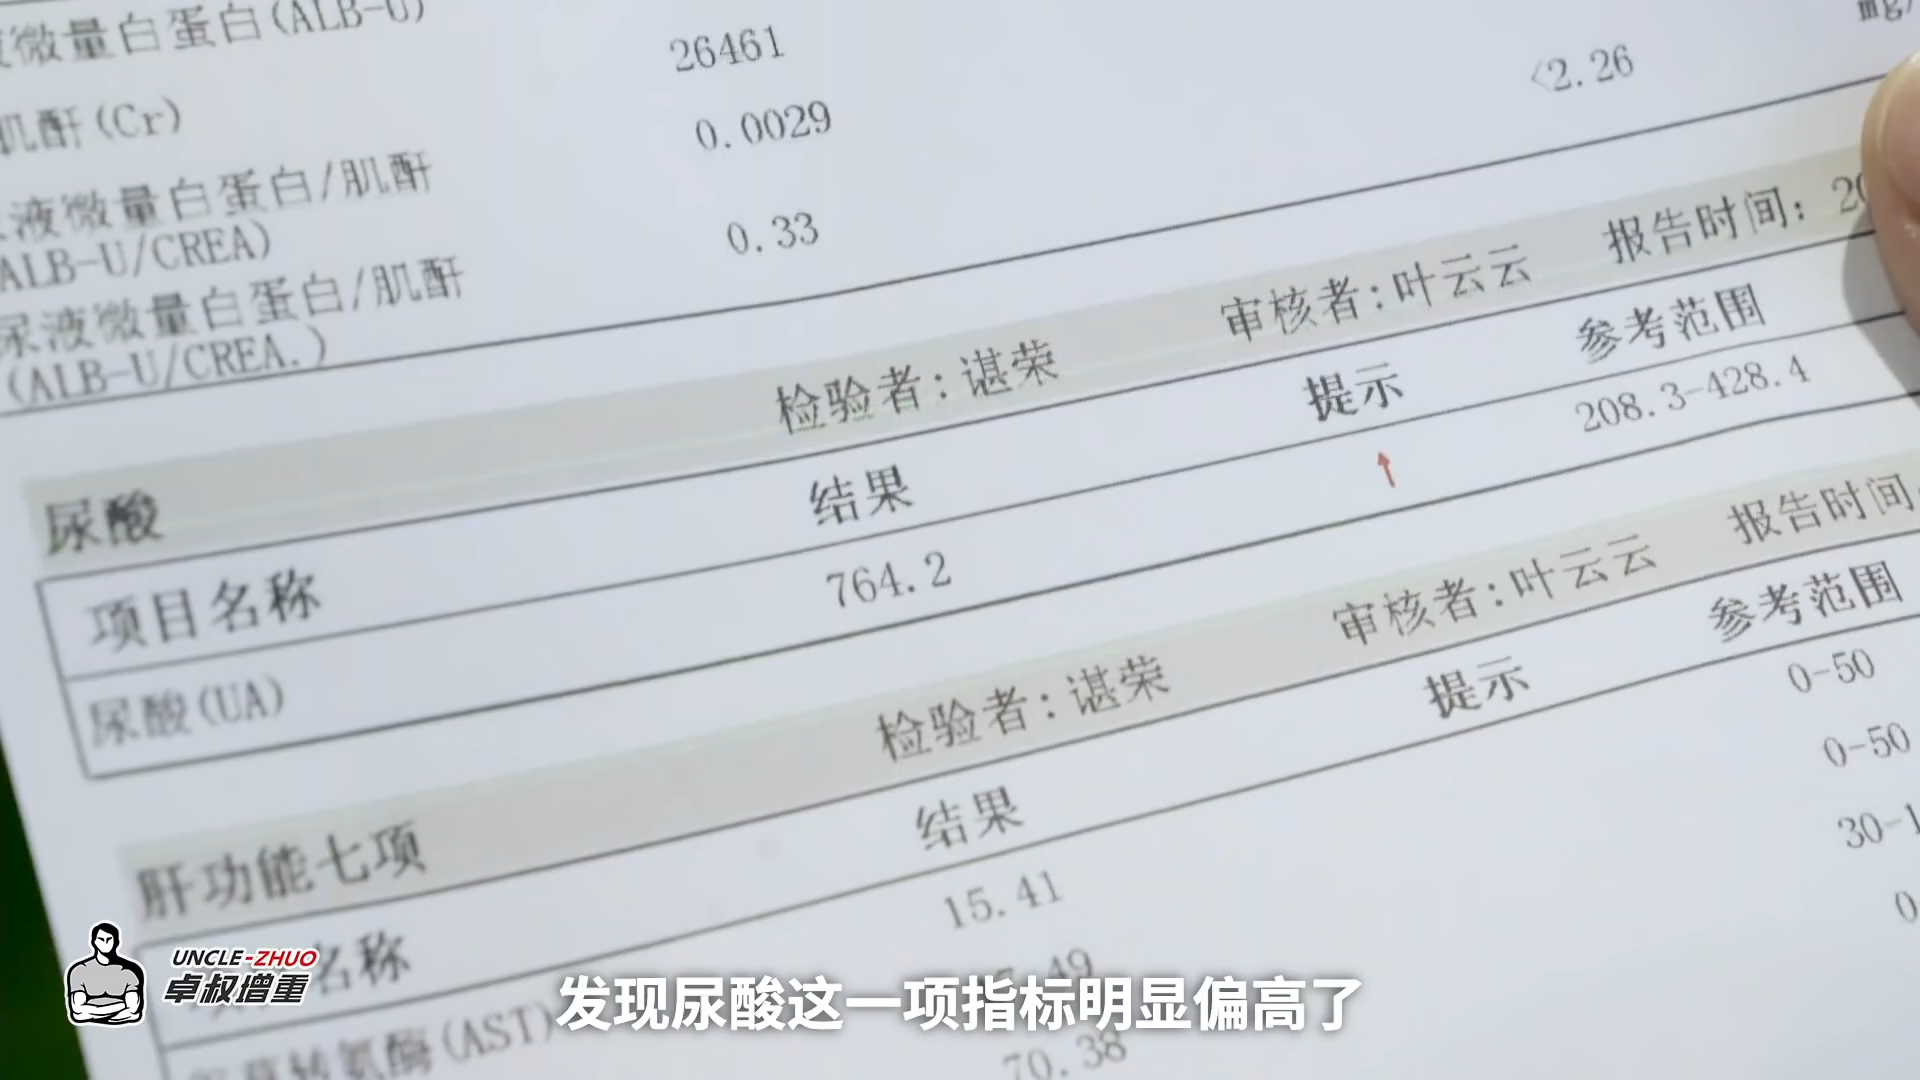 微量白蛋白(ALB-U)
26461
mg/
肌酐(Cr)
0.0029
<2.26
液微量白蛋白/肌酐
ALB-U/CREA)
0.33
尿液微量白蛋白/肌酐
(ALB-U/CREA.)
尿酸 检验者:谌荣 审核者:叶云云 报告时间: 20
项目名称 结果 提示 参考范围
尿酸(UA) 764.2 ↑ 208.3-428.4
肝功能七项 检验者:谌荣 审核者:叶云云 报告时间
名称 结果 提示 参考范围
15.41 0-50
.49 0-50
(AST) 70.38 30-1
0
UNCLE-ZHUO
卓叔增重
发现尿酸这一项指标明显偏高了